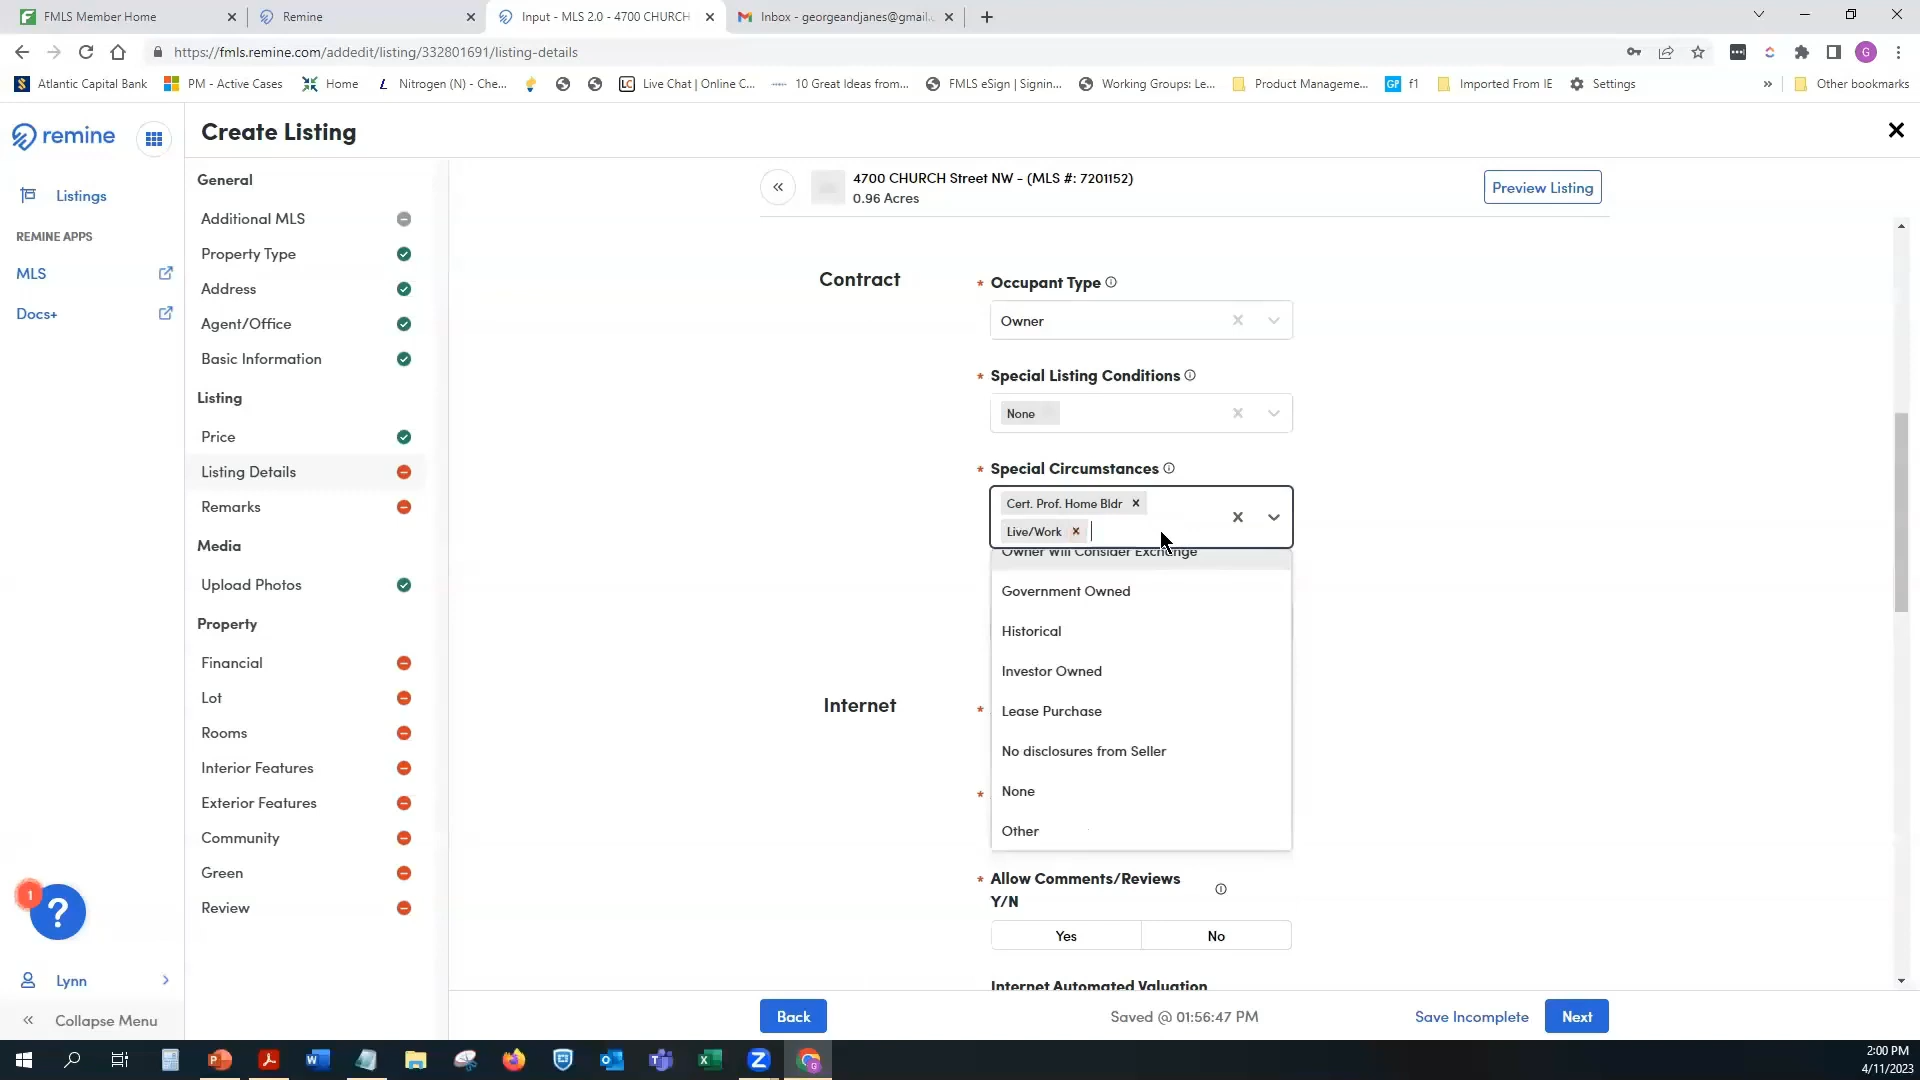 FMLS Member Home
Remine
Input - MLS 2.0 - 4700 CHURCH
Inbox - georgeandjanes@gmail.
https://fmls.remine.com/addedit/listing/332801691/listing-details
G
Atlantic Capital Bank
PM - Active Cases
Home
Nitrogen (N) - Che...
LC Live Chat | Online C...
10 Great Ideas from...
FMLS eSign | Signin...
Working Groups: Le...
Product Manageme...
GP f1
Imported From IE
Settings
»
Other bookmarks
remine
Create Listing
Listings
REMINE APPS
MLS
Docs+
General
Additional MLS
Property Type
Address
Agent/Office
Basic Information
Listing
Price
Listing Details
Remarks
Media
Upload Photos
Property
Financial
Lot
Rooms
Interior Features
Exterior Features
Community
Green
Review
1
?
Lynn
Collapse Menu
4700 CHURCH Street NW - (MLS #: 7201152)
0.96 Acres
Preview Listing
Contract
* Occupant Type
Owner
* Special Listing Conditions
None
* Special Circumstances
Cert. Prof. Home Bldr
Live/Work
Owner Will Consider Exchange
Government Owned
Historical
Investor Owned
Lease Purchase
No disclosures from Seller
None
Other
Internet
*
*
* Allow Comments/Reviews
Y/N
Yes
No
Internet Automated Valuation
Back
Saved @ 01:56:47 PM
Save Incomplete
Next
2:00 PM
4/11/2023